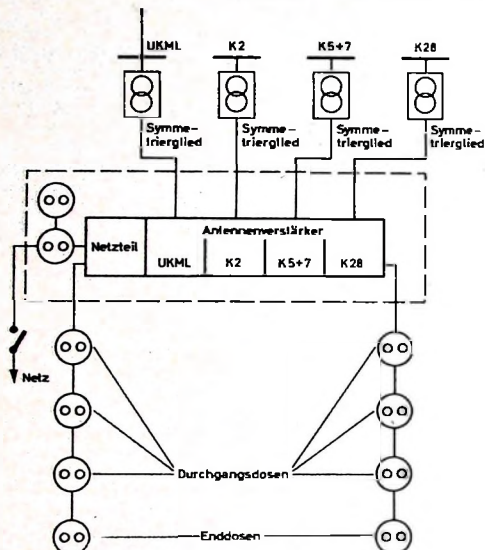 UKML K2 K5+7 K28
Symme- Symme- Symme- Symme-
trierglied trierglied trierglied trierglied
Antennenverstärker
Netzteil
UKML K2 K5+7 K28
Netz
Durchgangsdosen
Enddosen